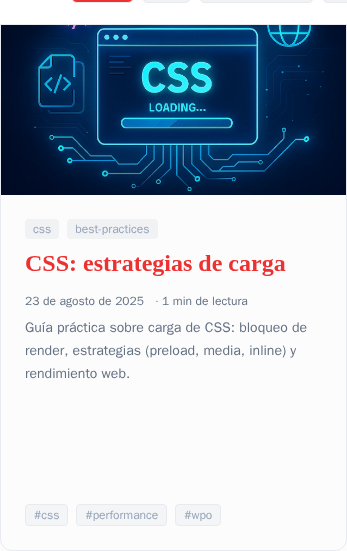 CSS
LOADING...
</>
css best-practices
CSS: estrategias de carga
23 de agosto de 2025 · 1 min de lectura
Guía práctica sobre carga de CSS: bloqueo de
render, estrategias (preload, media, inline) y
rendimiento web.
#css #performance #wpo